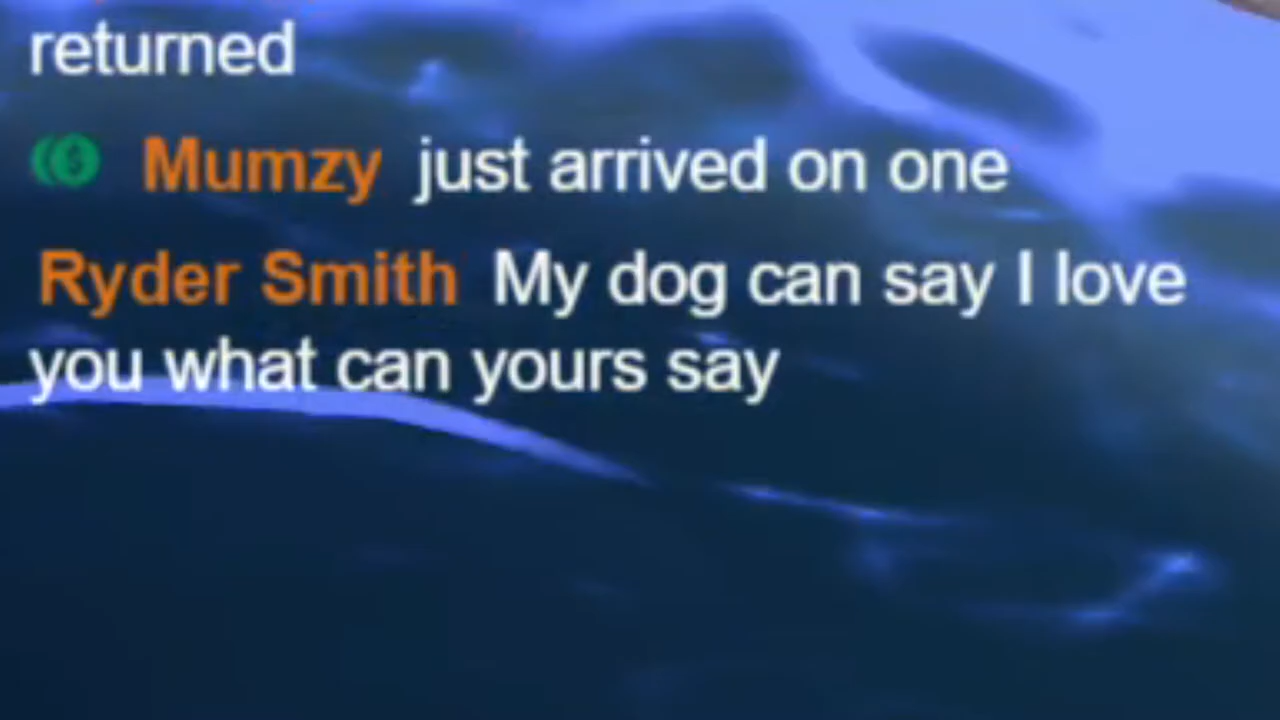 returned
Mumzy just arrived on one
Ryder Smith My dog can say I love
you what can yours say